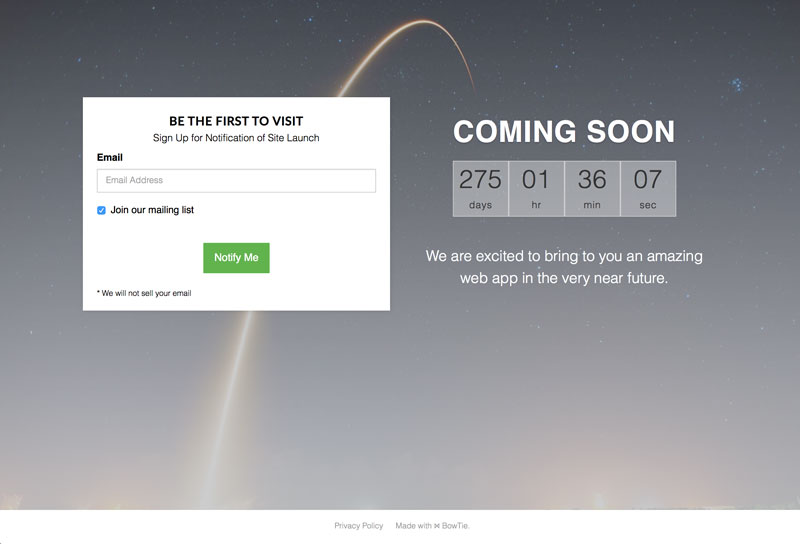 BE THE FIRST TO VISIT
Sign Up for Notification of Site Launch
Email
Email Address
Join our mailing list
Notify Me
* We will not sell your email
COMING SOON
275 01 36 07
days hr min sec
We are excited to bring to you an amazing
web app in the very near future.
Privacy Policy Made with BowTie.